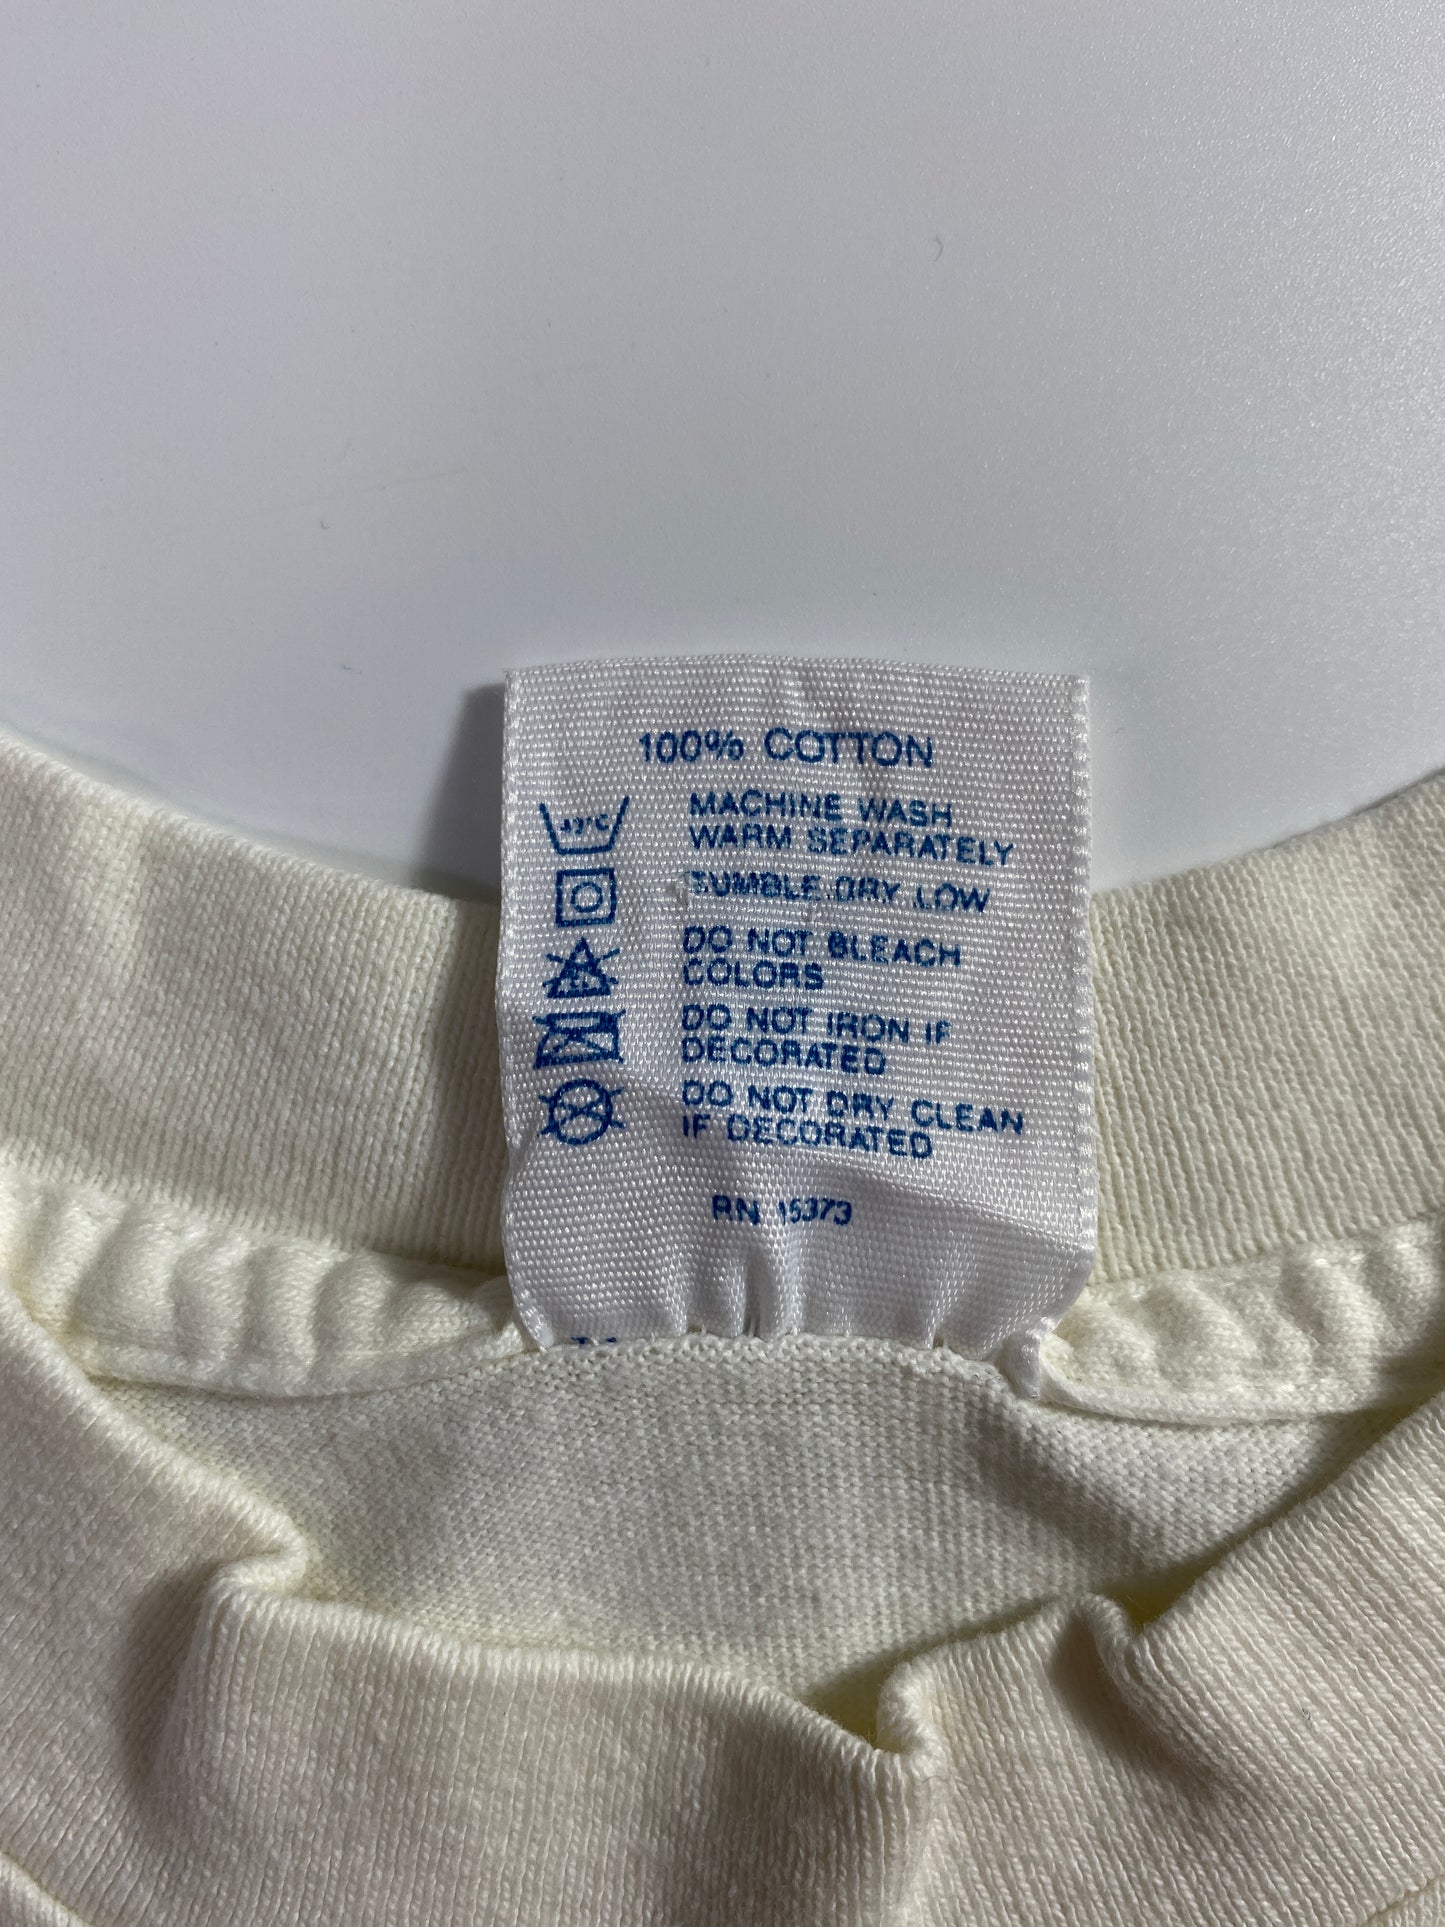 100% COTTON
MACHINE WASH
WARM SEPARATELY
TUMBLE DRY LOW
DO NOT BLEACH
COLORS
DO NOT IRON IF
DECORATED
DO NOT DRY CLEAN
IF DECORATED
RN 15373